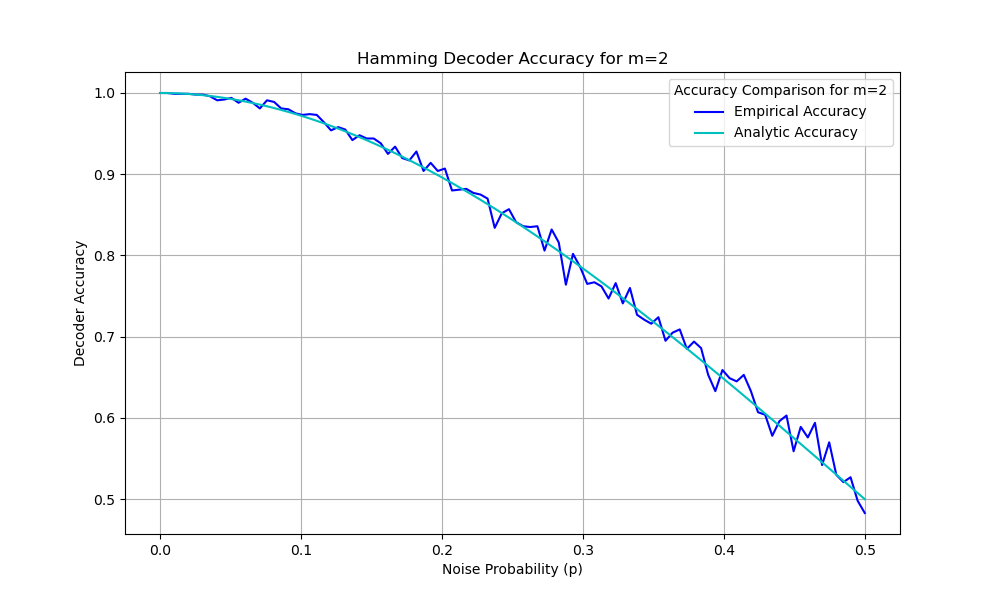 Hamming Decoder Accuracy for m=2
Accuracy Comparison for m=2
Empirical Accuracy
Analytic Accuracy
Decoder Accuracy
1.0
0.9
0.8
0.7
0.6
0.5
0.0
0.1
0.2
0.3
0.4
0.5
Noise Probability (p)